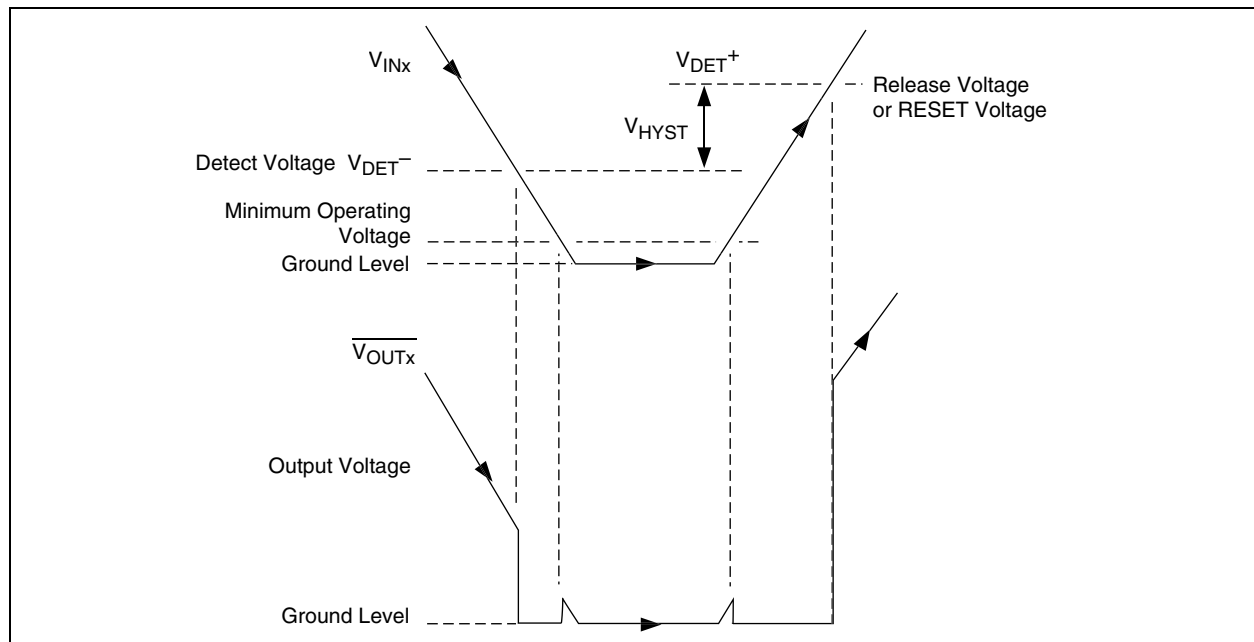 V_INx
V_DET+
Release Voltage
or RESET Voltage
V_HYST
Detect Voltage V_DET−
Minimum Operating
Voltage
Ground Level
V̅_O̅U̅T̅x̅
Output Voltage
Ground Level